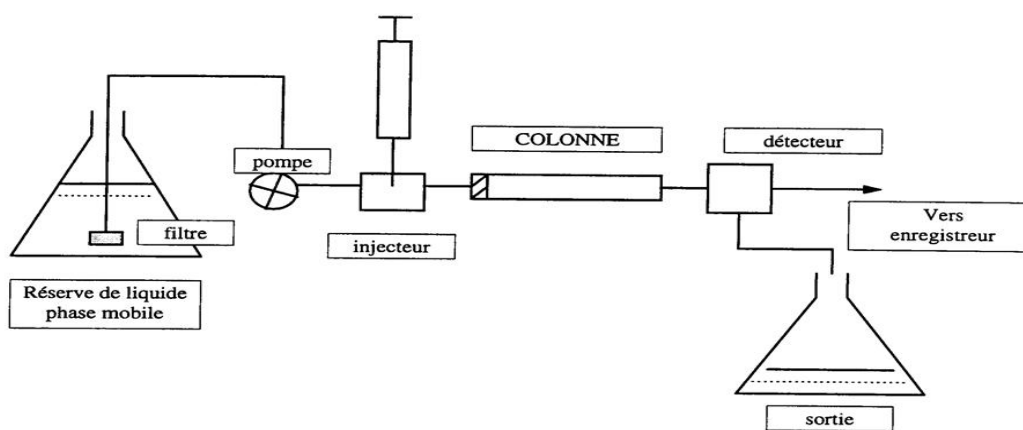 COLONNE
détecteur
pompe
filtre
injecteur
Vers
enregistreur
Réserve de liquide
phase mobile
sortie